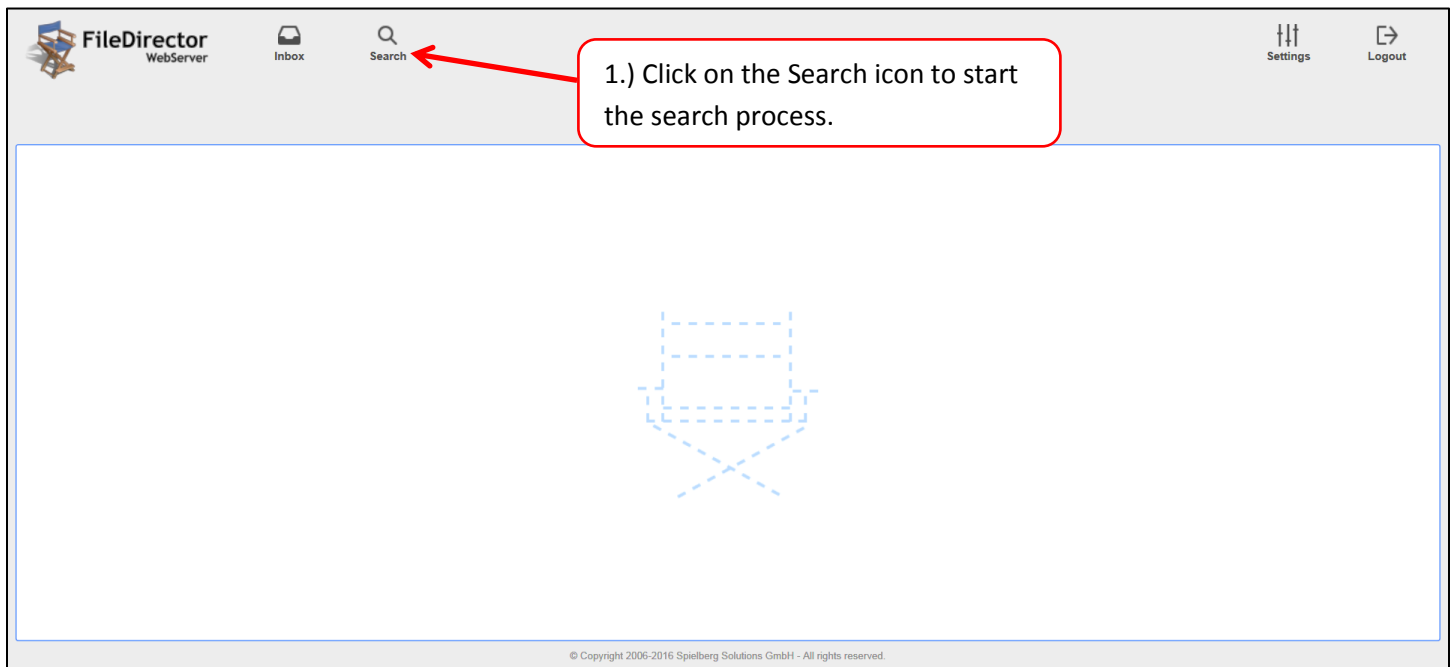 FileDirector
WebServer
Inbox
Search
1.) Click on the Search icon to start
the search process.
Settings
Logout
© Copyright 2006-2016 Spielberg Solutions GmbH - All rights reserved.